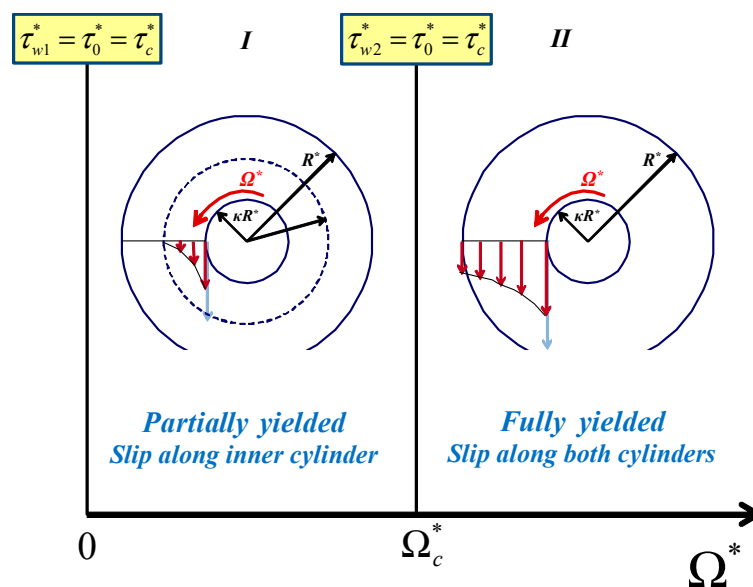 τ*w1 = τ*0 = τ*c
I
τ*w2 = τ*0 = τ*c
II
R*
Ω*
κR*
R*
Ω*
κR*
Partially yielded
Slip along inner cylinder
Fully yielded
Slip along both cylinders
0
Ω*c
Ω*